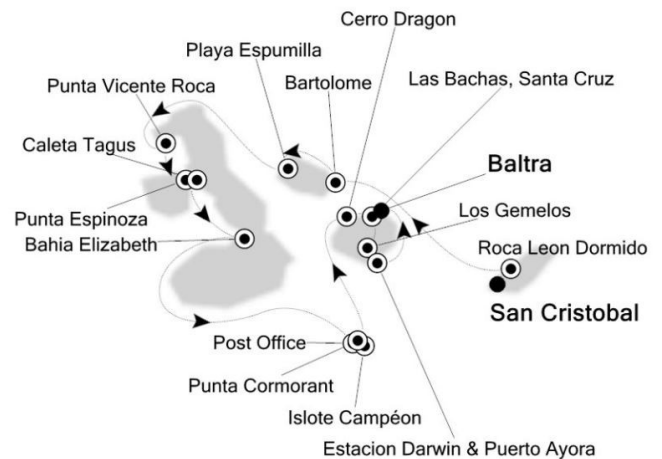 Cerro Dragon
Playa Espumilla
Punta Vicente Roca
Bartolome
Las Bachas, Santa Cruz
Caleta Tagus
Baltra
Punta Espinoza
Los Gemelos
Bahia Elizabeth
Roca Leon Dormido
San Cristobal
Post Office
Punta Cormorant
Islote Campéon
Estacion Darwin & Puerto Ayora